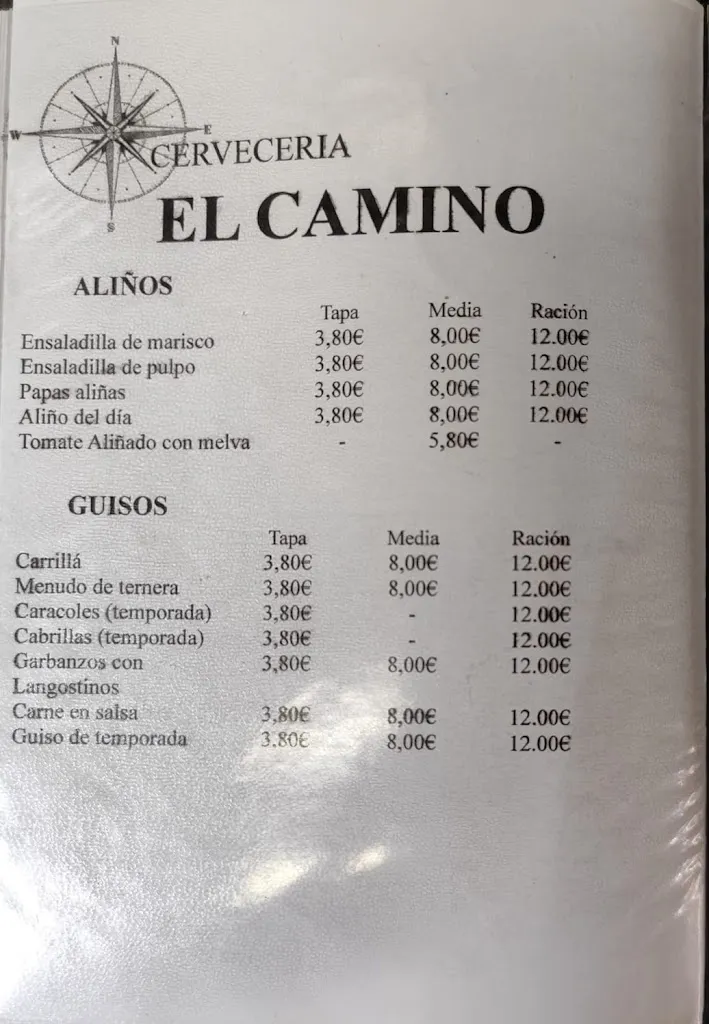 N
W E
CERVECERIA
S
EL CAMINO
ALIÑOS
Tapa Media Ración
Ensaladilla de marisco 3,80€ 8,00€ 12.00€
Ensaladilla de pulpo 3,80€ 8,00€ 12.00€
Papas aliñas 3,80€ 8,00€ 12.00€
Aliño del día 3,80€ 8,00€ 12.00€
Tomate Aliñado con melva - 5,80€ -
GUISOS
Tapa Media Ración
Carrillá 3,80€ 8,00€ 12.00€
Menudo de ternera 3,80€ 8,00€ 12.00€
Caracoles (temporada) 3,80€ - 12.00€
Cabrillas (temporada) 3,80€ - 12.00€
Garbanzos con 3,80€ 8,00€ 12.00€
Langostinos
Carne en salsa 3,80€ 8,00€ 12.00€
Guiso de temporada 3.80€ 8,00€ 12.00€